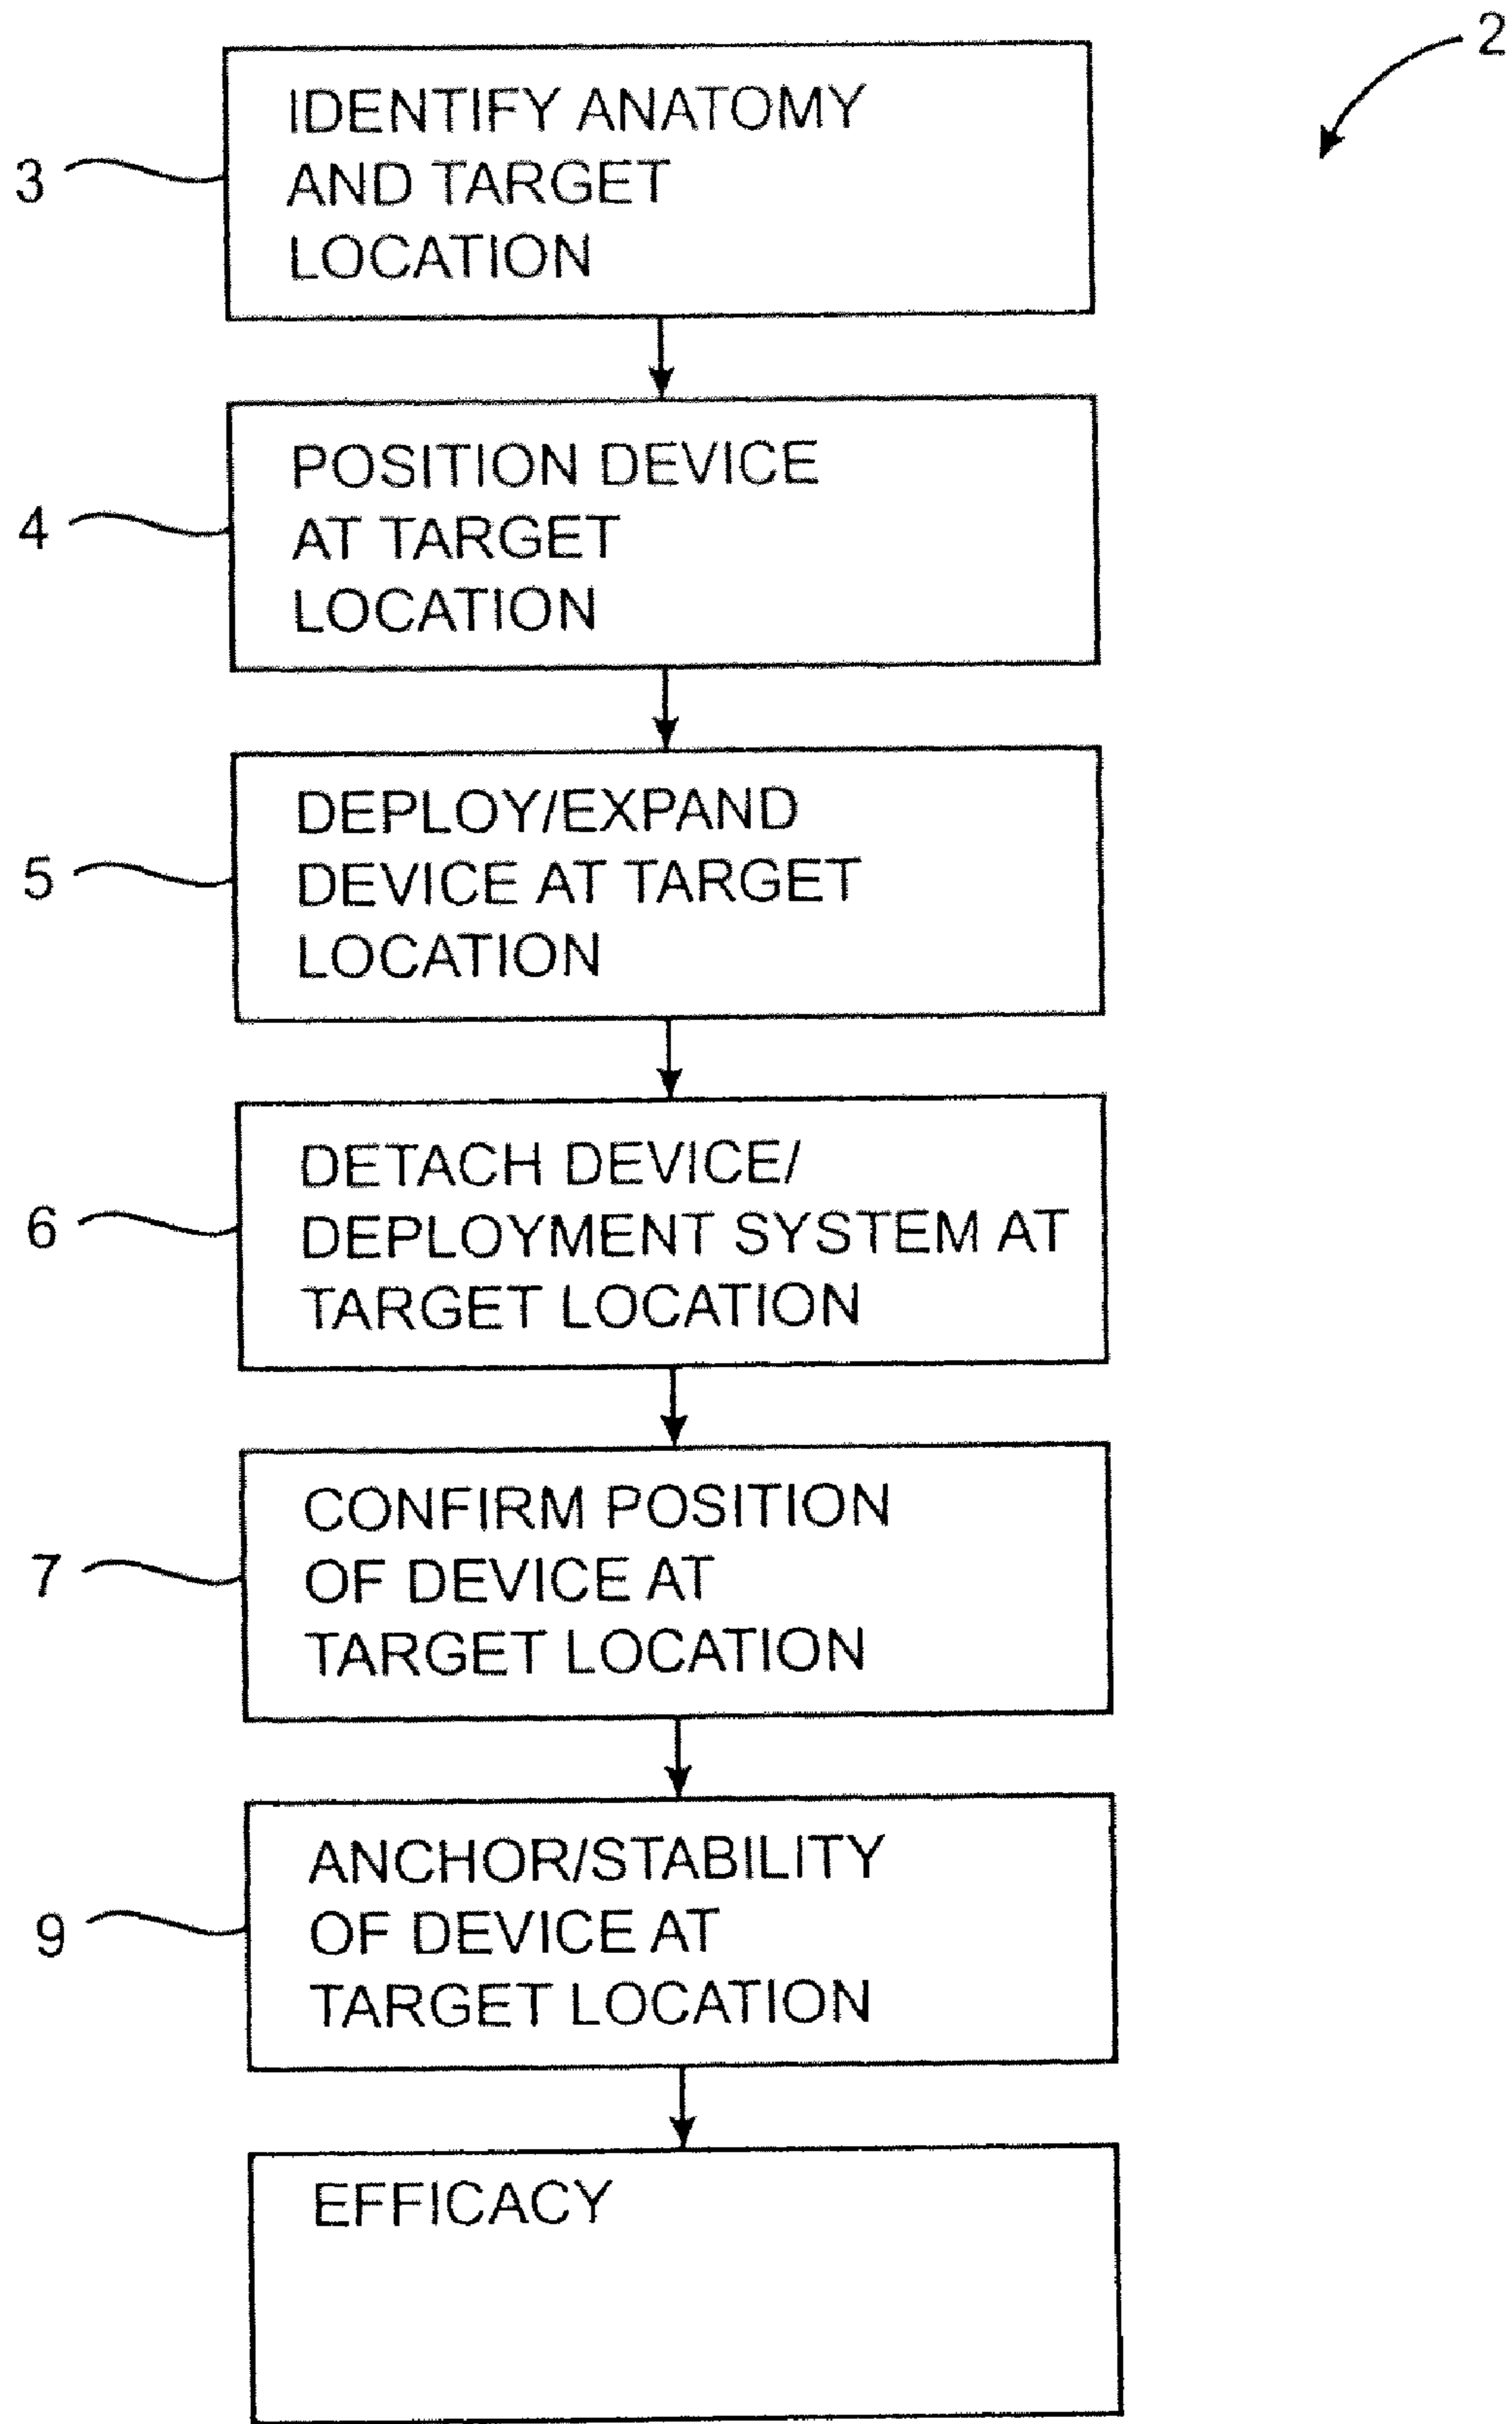 2
IDENTIFY ANATOMY
AND TARGET
LOCATION
3
POSITION DEVICE
AT TARGET
LOCATION
4
DEPLOY/EXPAND
DEVICE AT TARGET
LOCATION
5
DETACH DEVICE/
DEPLOYMENT SYSTEM AT
TARGET LOCATION
6
CONFIRM POSITION
OF DEVICE AT
TARGET LOCATION
7
ANCHOR/STABILITY
OF DEVICE AT
TARGET LOCATION
9
EFFICACY